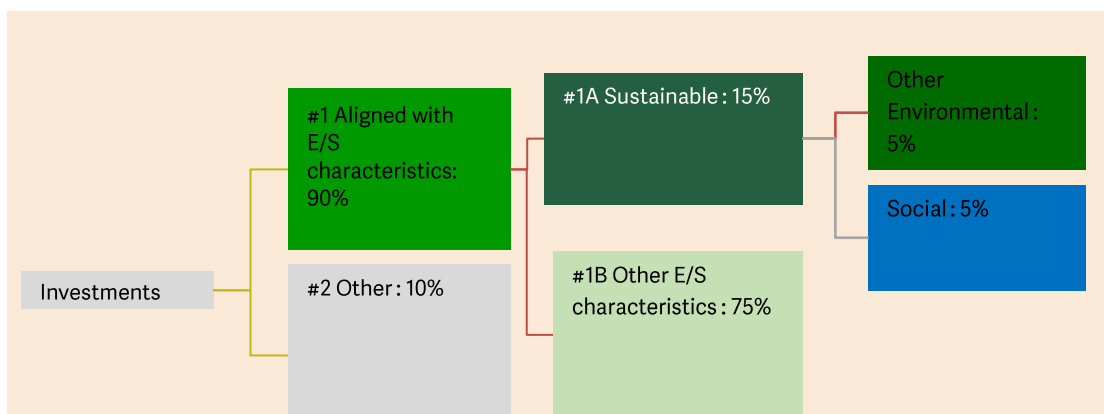 Investments
#1 Aligned with
E/S
characteristics:
90%
#2 Other : 10%
#1A Sustainable : 15%
#1B Other E/S
characteristics : 75%
Other
Environmental :
5%
Social : 5%